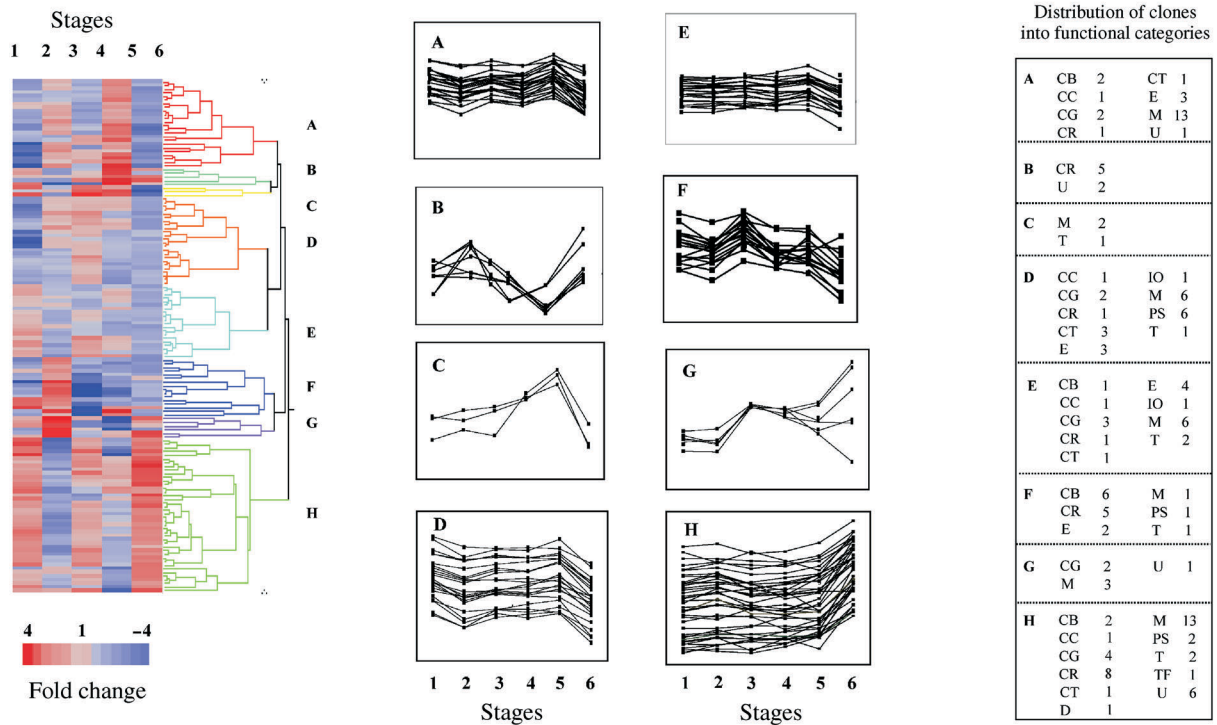 Stages
1 2 3 4 5 6
A
B
C
D
E
F
G
H
4 1 −4
Fold change
A
B
C
D
1 2 3 4 5 6
Stages
E
F
G
H
1 2 3 4 5 6
Stages
Distribution of clones
into functional categories
A CB 2 CT 1
CC 1 E 3
CG 2 M 13
CR 1 U 1
B CR 5
U 2
C M 2
T 1
D CC 1 IO 1
CG 2 M 6
CR 1 PS 6
CT 3 T 1
E 3
E CB 1 E 4
CC 1 IO 1
CG 3 M 6
CR 1 T 2
CT 1
F CB 6 M 1
CR 5 PS 1
E 2 T 1
G CG 2 U 1
M 3
H CB 2 M 13
CC 1 PS 2
CG 4 T 2
CR 8 TF 1
CT 1 U 6
D 1